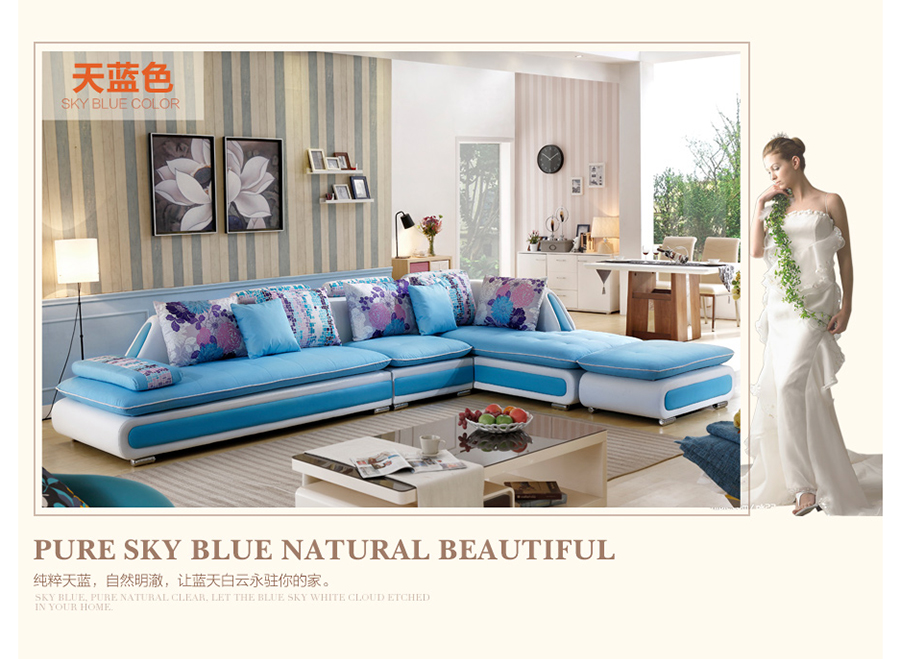 天蓝色
SKY BLUE COLOR
PURE SKY BLUE NATURAL BEAUTIFUL
纯粹天蓝，自然明澈，让蓝天白云永驻你的家。
SKY BLUE, PURE NATURAL CLEAR, LET THE BLUE SKY WHITE CLOUD ETCHED
IN YOUR HOME.